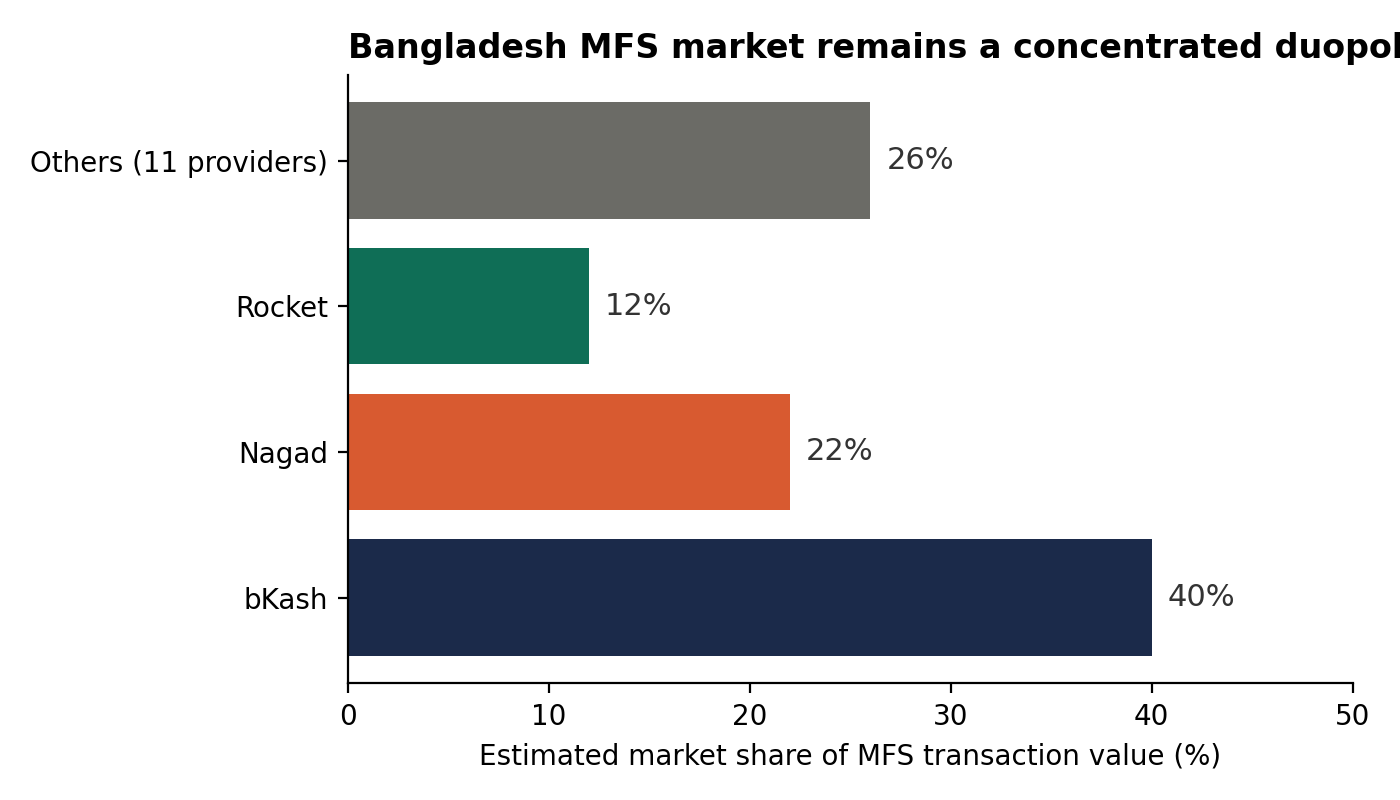 Bangladesh MFS market remains a concentrated duopol
Others (11 providers)
26%
Rocket
12%
Nagad
22%
bKash
40%
0 10 20 30 40 50
Estimated market share of MFS transaction value (%)